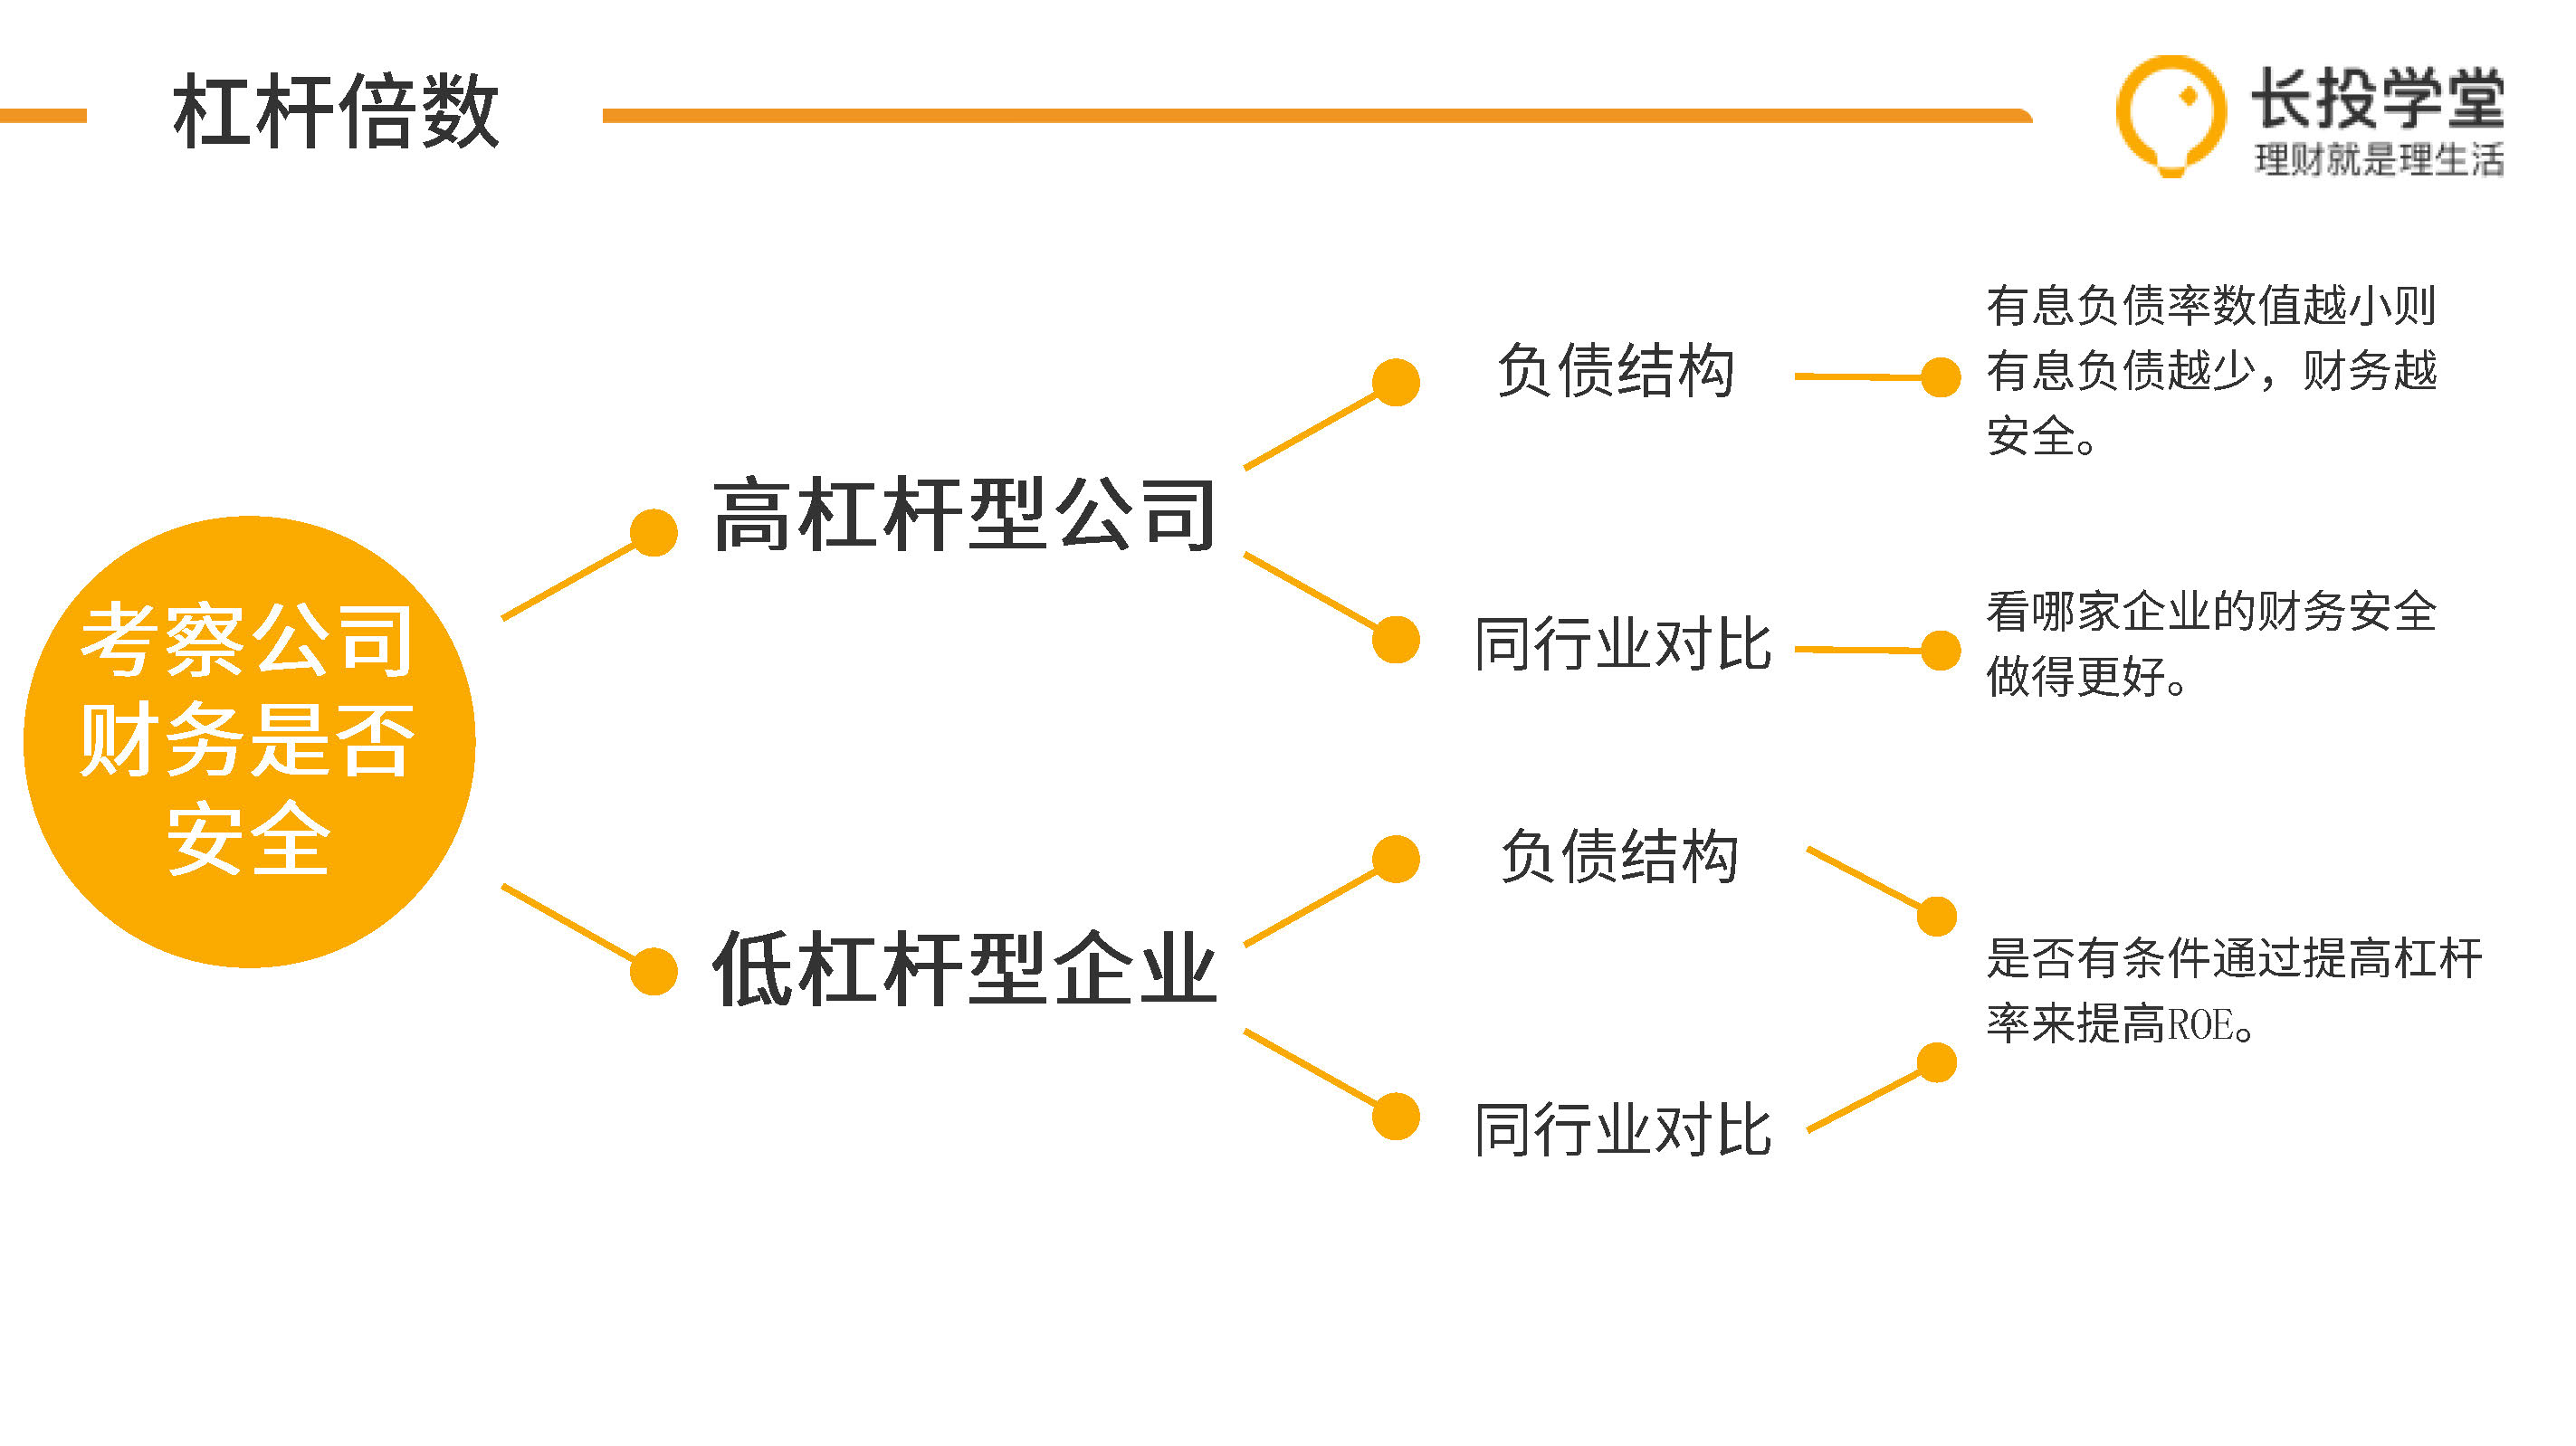 杠杆倍数
长投学堂
理财就是理生活
考察公司
财务是否
安全
高杠杆型公司
负债结构
有息负债率数值越小则
有息负债越少，财务越
安全。
同行业对比
看哪家企业的财务安全
做得更好。
低杠杆型企业
负债结构
同行业对比
是否有条件通过提高杠杆
率来提高ROE。